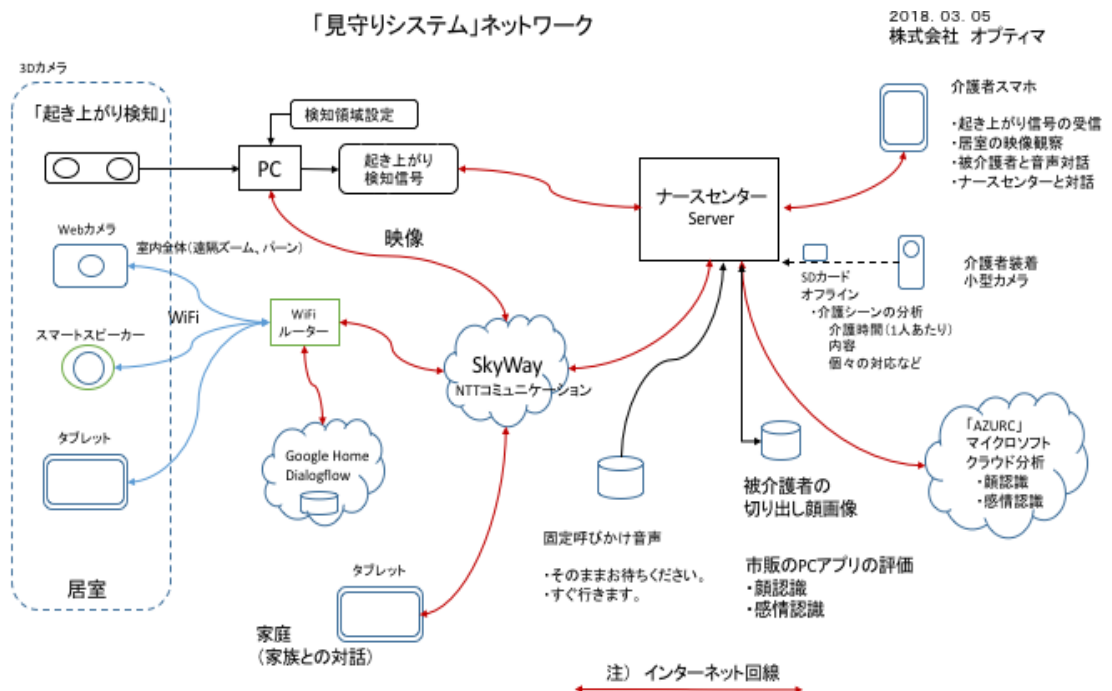 「見守りシステム」ネットワーク
2018. 03. 05
株式会社 オプティマ
3Dカメラ
「起き上がり検知」
検知領域設定
PC
起き上がり
検知信号
映像
Webカメラ
室内全体(遠隔ズーム、パーン)
WiFi
スマートスピーカー
WiFi
ルーター
タブレット
居室
Google Home
Dialogflow
SkyWay
NTTコミュニケーション
タブレット
家庭
(家族との対話)
ナースセンター
Server
介護者スマホ
・起き上がり信号の受信
・居室の映像観察
・被介護者と音声対話
・ナースセンターと対話
SDカード
オフライン
・介護シーンの分析
介護時間(1人あたり)
内容
個々の対応など
介護者装着
小型カメラ
「AZURC」
マイクロソフト
クラウド分析
・顔認識
・感情認識
固定呼びかけ音声
・そのままお待ちください。
・すぐ行きます。
被介護者の
切り出し顔画像
市販のPCアプリの評価
・顔認識
・感情認識
注) インターネット回線